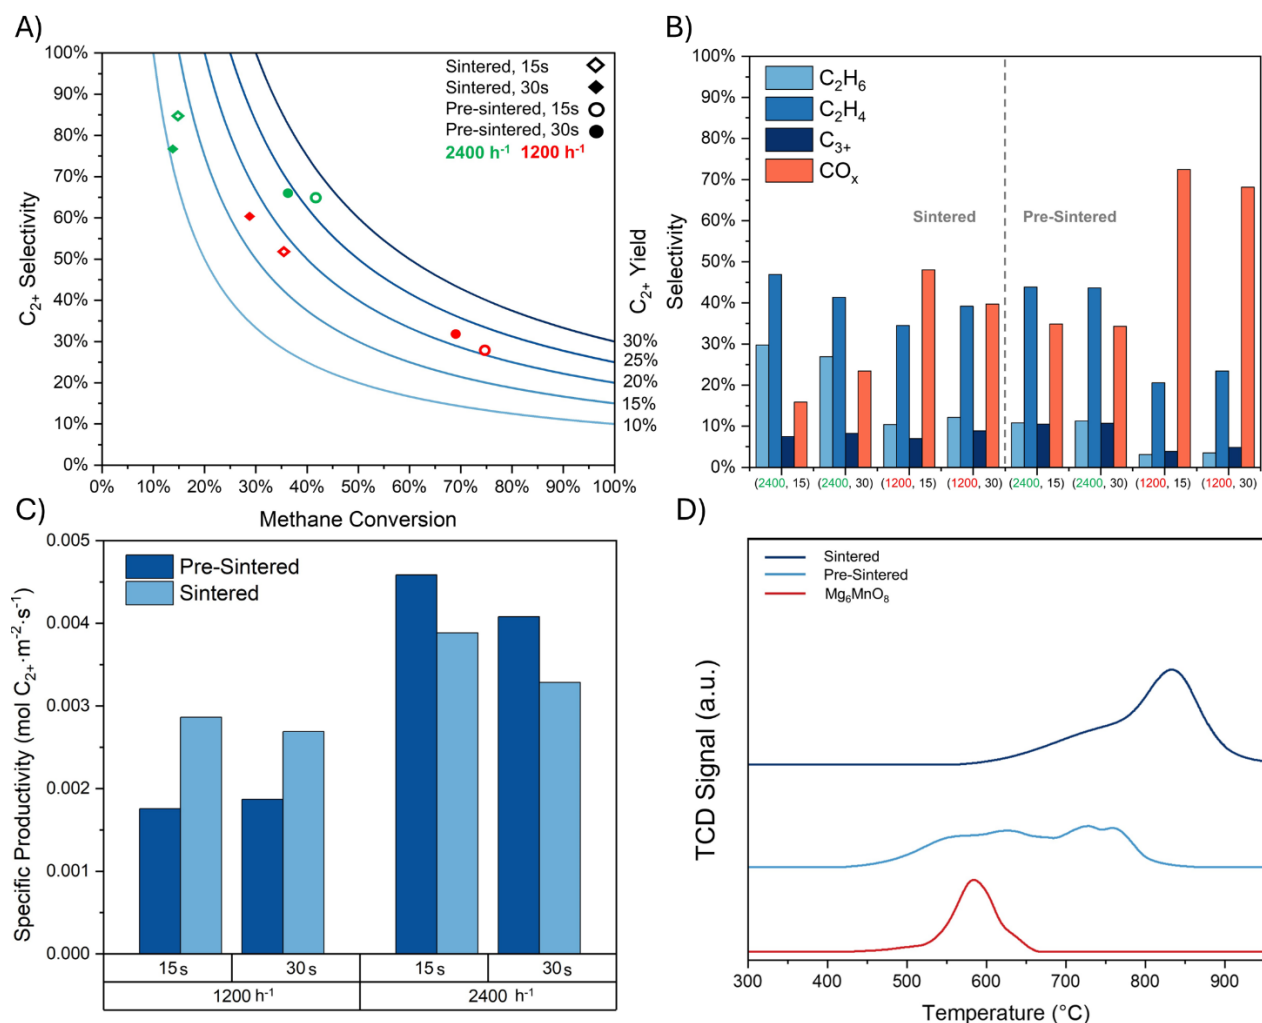 A)
100%
90%
80%
70%
60%
50%
40%
30%
20%
10%
0%
C₂₊ Selectivity
Sintered, 15s
Sintered, 30s
Pre-sintered, 15s
Pre-sintered, 30s
2400 h⁻¹ 1200 h⁻¹
C₂₊ Yield
30%
25%
20%
15%
10%
0% 10% 20% 30% 40% 50% 60% 70% 80% 90% 100%
Methane Conversion
B)
100%
90%
80%
70%
60%
50%
40%
30%
20%
10%
0%
Selectivity
C₂H₆
C₂H₄
C₃₊
COₓ
Sintered Pre-Sintered
(2400, 15) (2400, 30) (1200, 15) (1200, 30) (2400, 15) (2400, 30) (1200, 15) (1200, 30)
C)
0.005
0.004
0.003
0.002
0.001
0.000
Specific Productivity (mol C₂₊·m⁻²·s⁻¹)
Pre-Sintered
Sintered
15s 30s 15s 30s
1200 h⁻¹ 2400 h⁻¹
D)
TCD Signal (a.u.)
Sintered
Pre-Sintered
Mg₆MnO₈
300 400 500 600 700 800 900
Temperature (°C)